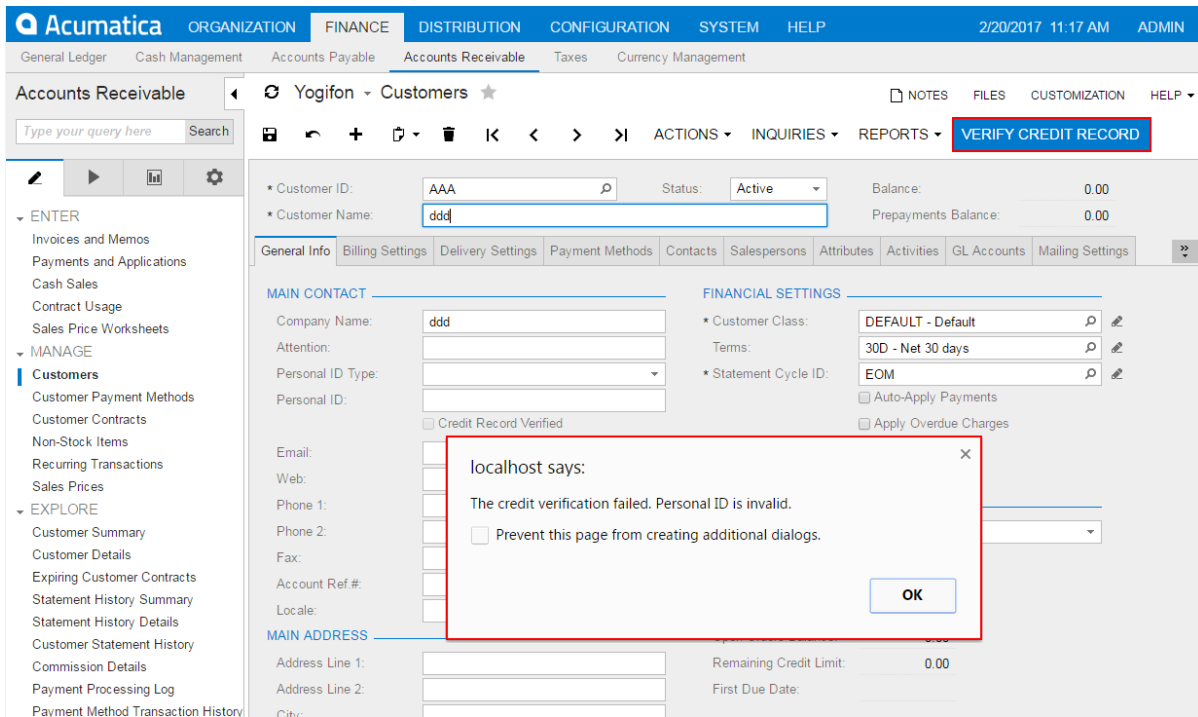 Acumatica ORGANIZATION FINANCE DISTRIBUTION CONFIGURATION SYSTEM HELP 2/20/2017 11:17 AM ADMIN
General Ledger Cash Management Accounts Payable Accounts Receivable Taxes Currency Management
Accounts Receivable
Type your query here Search
Yogifon Customers NOTES FILES CUSTOMIZATION HELP
ACTIONS INQUIRIES REPORTS VERIFY CREDIT RECORD
* Customer ID: AAA Status: Active Balance: 0.00
* Customer Name: ddd Prepayments Balance: 0.00
General Info Billing Settings Delivery Settings Payment Methods Contacts Salespersons Attributes Activities GL Accounts Mailing Settings
ENTER
Invoices and Memos
Payments and Applications
Cash Sales
Contract Usage
Sales Price Worksheets
MANAGE
Customers
Customer Payment Methods
Customer Contracts
Non-Stock Items
Recurring Transactions
Sales Prices
EXPLORE
Customer Summary
Customer Details
Expiring Customer Contracts
Statement History Summary
Statement History Details
Customer Statement History
Commission Details
Payment Processing Log
Payment Method Transaction History
MAIN CONTACT
Company Name: ddd
Attention:
Personal ID Type:
Personal ID:
Credit Record Verified
Email:
Web:
Phone 1:
Phone 2:
Fax:
Account Ref.#:
Locale:
MAIN ADDRESS
Address Line 1:
Address Line 2:
City:
FINANCIAL SETTINGS
* Customer Class: DEFAULT - Default
Terms: 30D - Net 30 days
* Statement Cycle ID: EOM
Auto-Apply Payments
Apply Overdue Charges
localhost says:
The credit verification failed. Personal ID is invalid.
Prevent this page from creating additional dialogs.
OK
Remaining Credit Limit: 0.00
First Due Date: